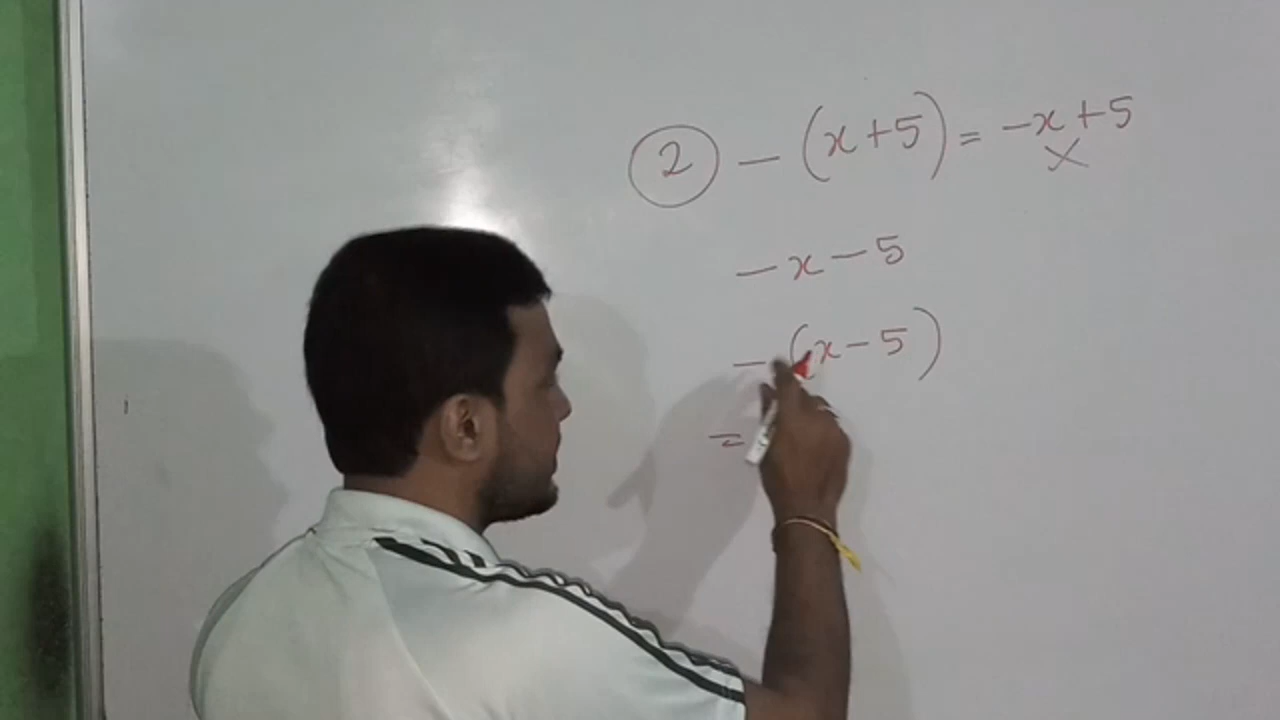 ② - (x+5) = -x+5
×
-x-5
-(x-5)
=